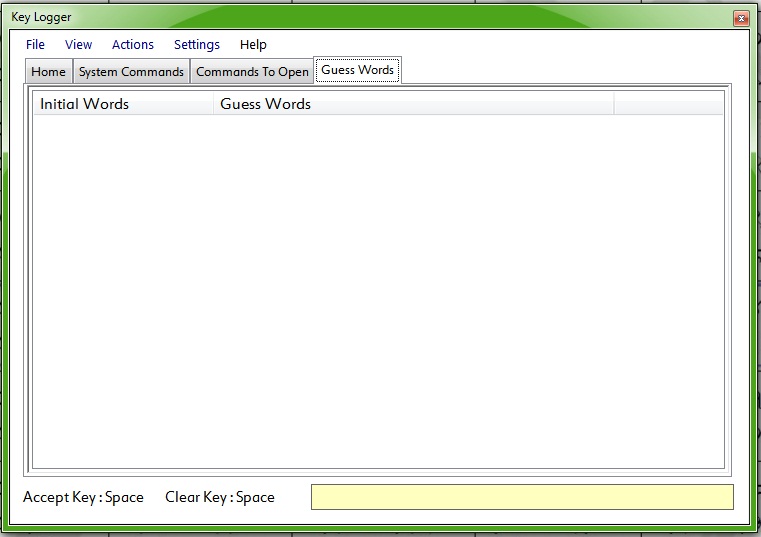 Key Logger
File View Actions Settings Help
Home System Commands Commands To Open Guess Words
Initial Words Guess Words
Accept Key : Space Clear Key : Space